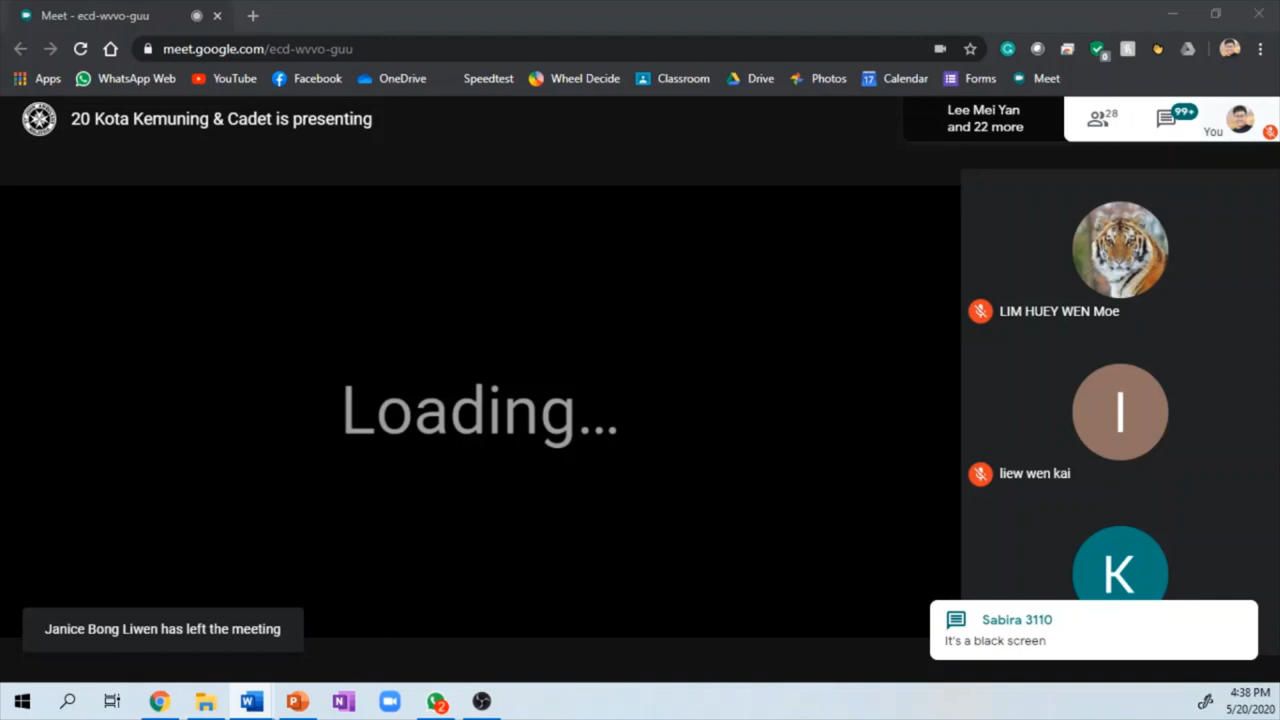 Meet - ecd-wvvo-guu
meet.google.com/ecd-wvvo-guu
0
Apps WhatsApp Web YouTube Facebook OneDrive Speedtest Wheel Decide Classroom Drive 17 Calendar Photos Forms Meet
20 Kota Kemuning & Cadet is presenting
Lee Mei Yan
and 22 more
28
99+
You
LIM HUEY WEN Moe
Loading...
l
liew wen kai
K
Janice Bong Liwen has left the meeting
Sabira 3110
It's a black screen
W P N 2
4:38 PM
5/20/2020